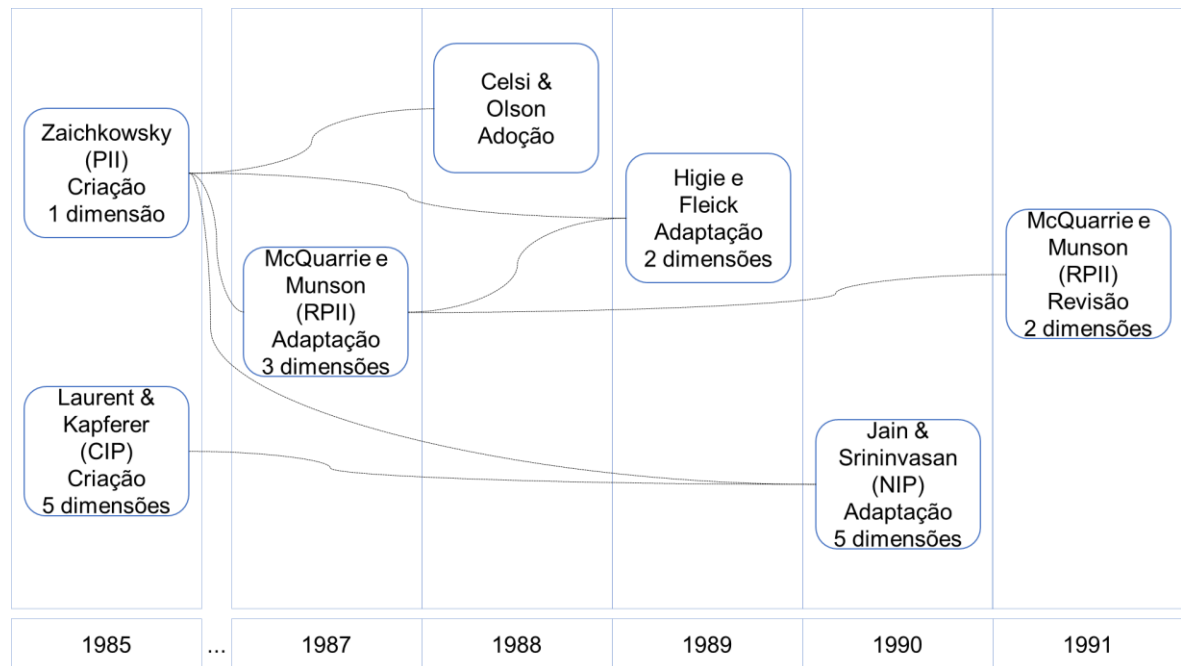 Zaichkowsky
(PII)
Criação
1 dimensão
Laurent &
Kapferer
(CIP)
Criação
5 dimensões
McQuarrie e
Munson
(RPII)
Adaptação
3 dimensões
Celsi &
Olson
Adoção
Higie e
Fleick
Adaptação
2 dimensões
Jain &
Srininvasan
(NIP)
Adaptação
5 dimensões
McQuarrie e
Munson
(RPII)
Revisão
2 dimensões
1985 ... 1987 1988 1989 1990 1991